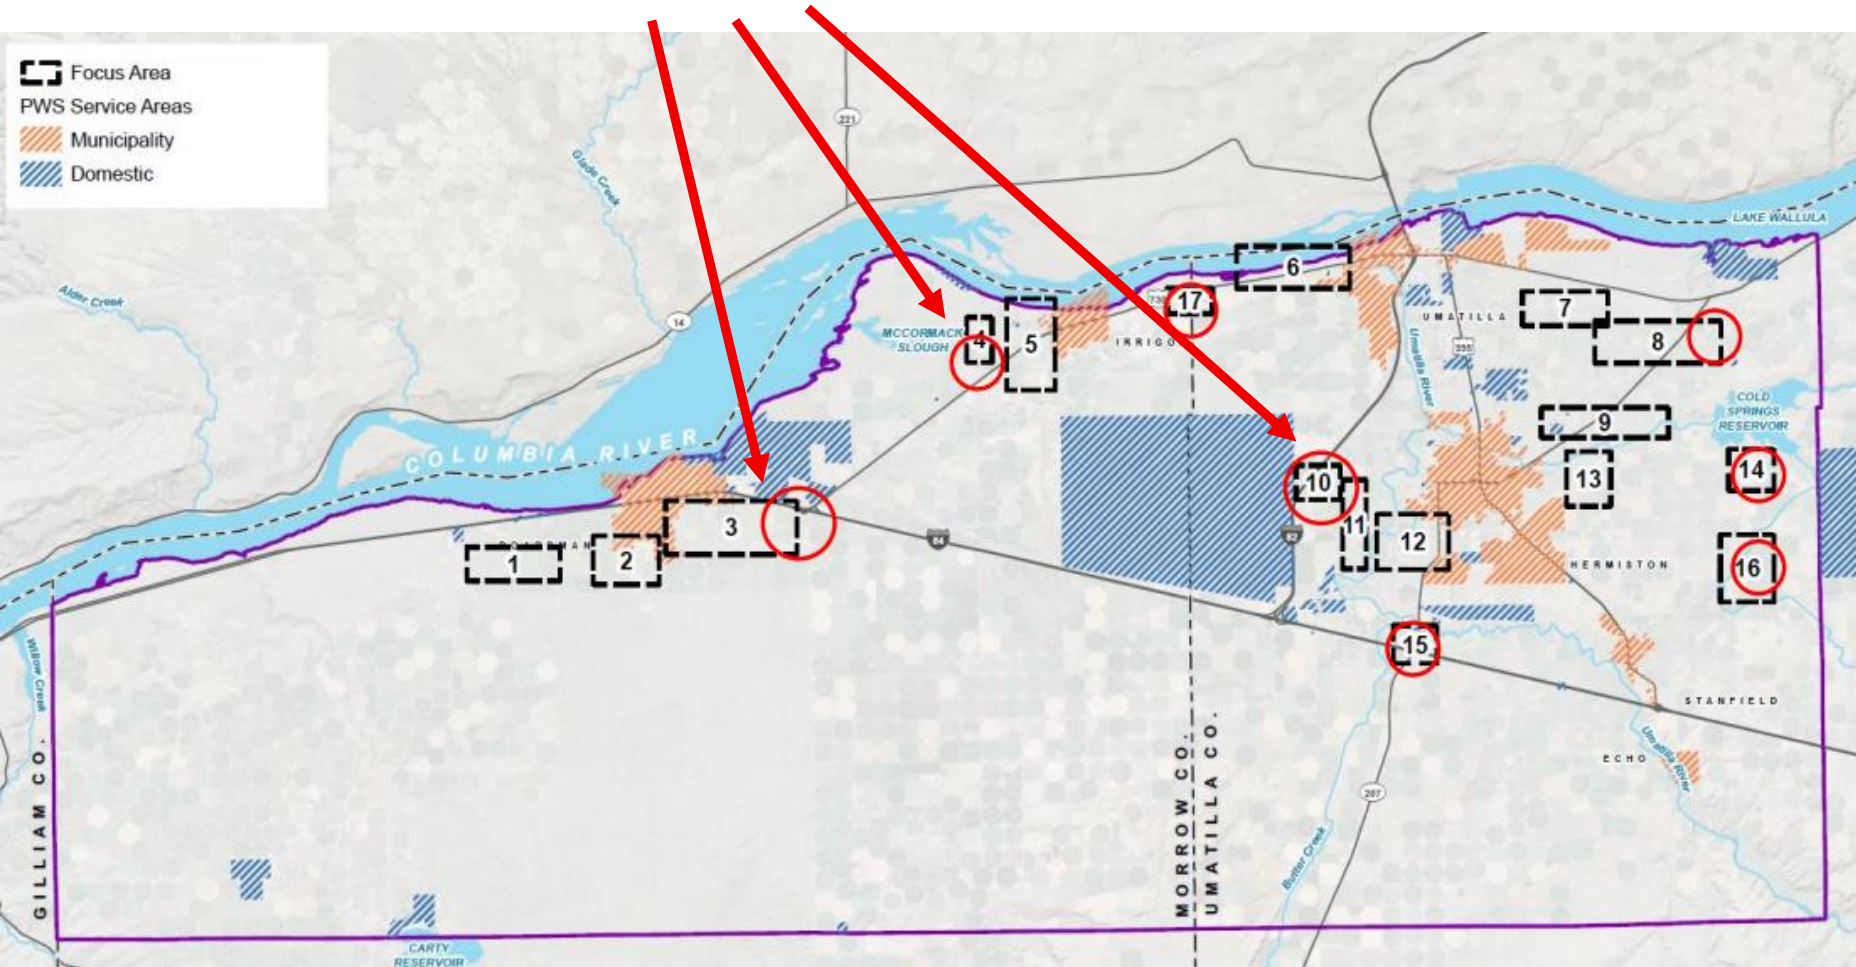 Focus Area
PWS Service Areas
Municipality
Domestic
221
Glade Creek
LAKE WALLULA
Alder Creek
14
6
730
17
7
UMATILLA
MCCORMACK
SLOUGH
4
5
IRRIGO
395
8
Umatilla River
COLD
SPRINGS
RESERVOIR
9
COLUMBIA RIVER
10
13
14
3
11
12
84
82
BOARDMAN
1
2
HERMISTON
16
15
Willow Creek
STANFIELD
ECHO
Umatilla River
207
GILLIAM CO.
MORROW CO.
UMATILLA CO.
Butter Creek
CARTY
RESERVOIR